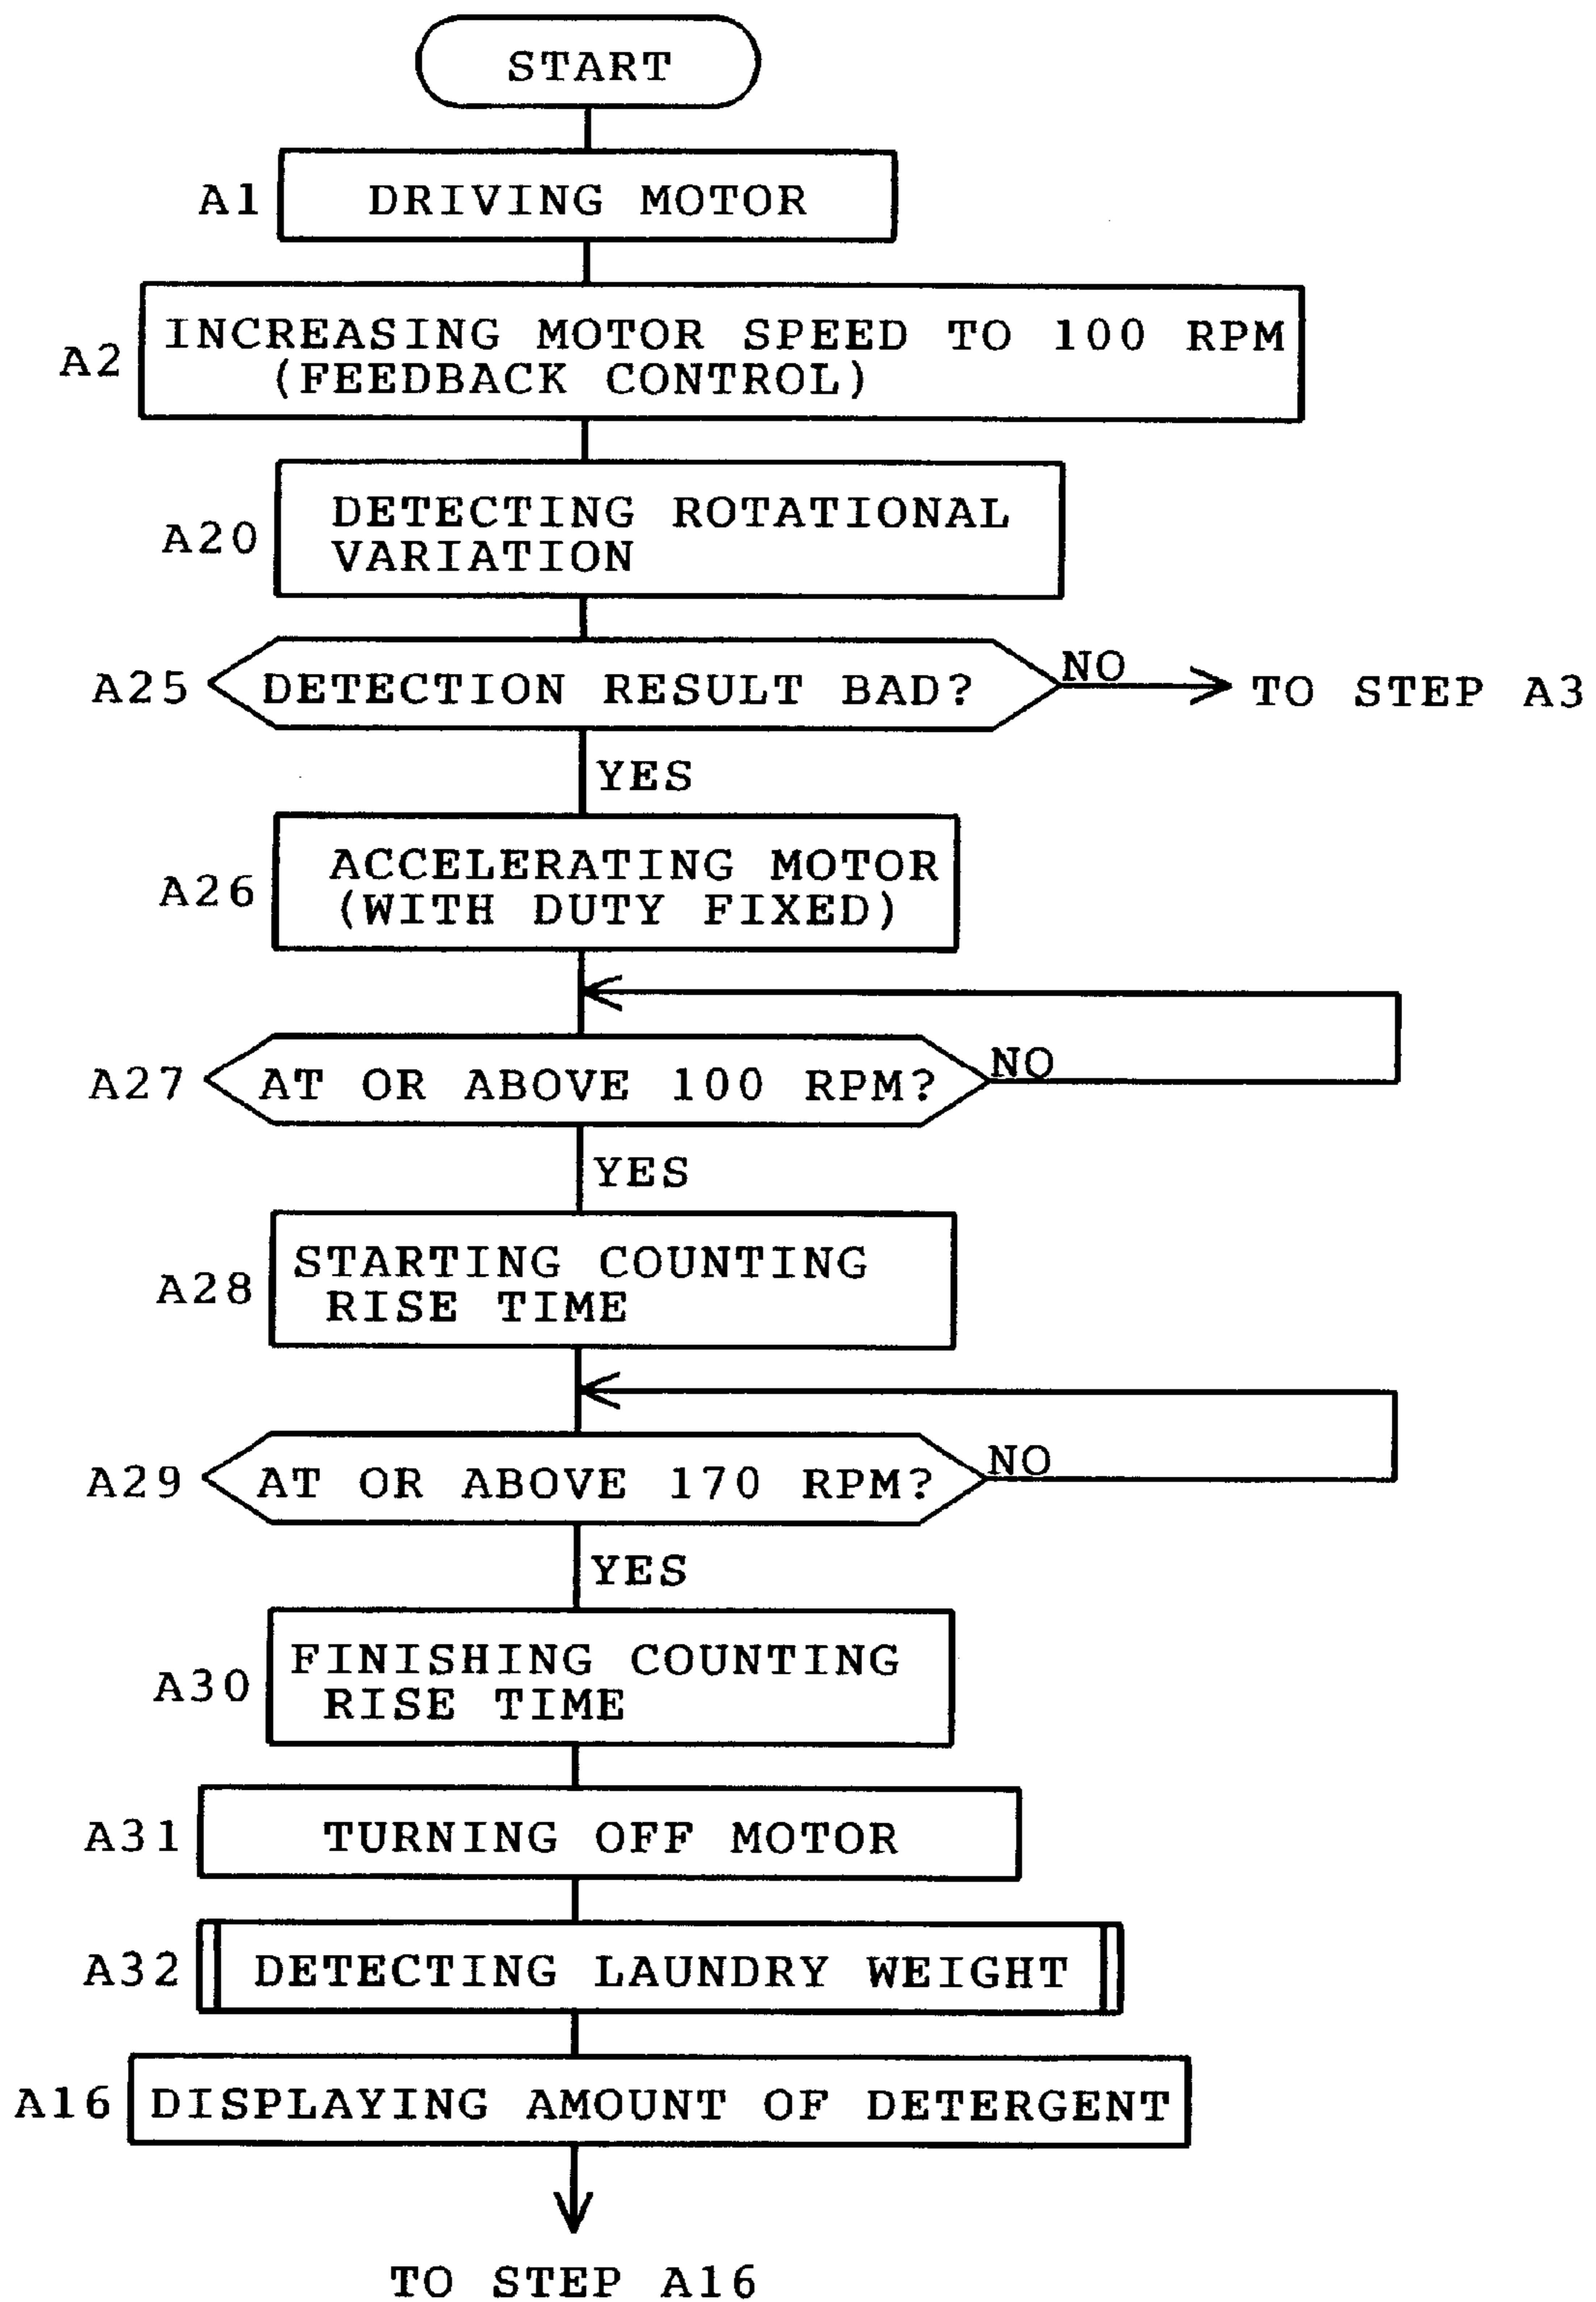 START
A1 DRIVING MOTOR
A2 INCREASING MOTOR SPEED TO 100 RPM
(FEEDBACK CONTROL)
A20 DETECTING ROTATIONAL
VARIATION
A25 DETECTION RESULT BAD? NO TO STEP A3
YES
A26 ACCELERATING MOTOR
(WITH DUTY FIXED)
A27 AT OR ABOVE 100 RPM? NO
YES
A28 STARTING COUNTING
RISE TIME
A29 AT OR ABOVE 170 RPM? NO
YES
A30 FINISHING COUNTING
RISE TIME
A31 TURNING OFF MOTOR
A32 DETECTING LAUNDRY WEIGHT
A16 DISPLAYING AMOUNT OF DETERGENT
TO STEP A16